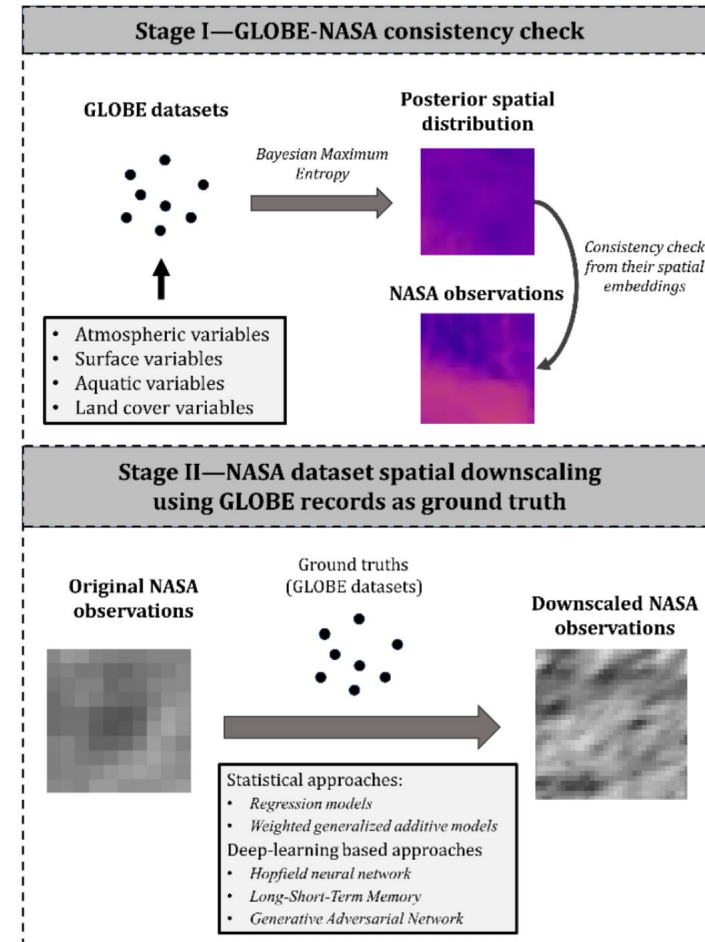 Stage I—GLOBE-NASA consistency check
GLOBE datasets
Bayesian Maximum
Entropy
Posterior spatial
distribution
Consistency check
from their spatial
embeddings
NASA observations
• Atmospheric variables
• Surface variables
• Aquatic variables
• Land cover variables
Stage II—NASA dataset spatial downscaling
using GLOBE records as ground truth
Original NASA
observations
Ground truths
(GLOBE datasets)
Downscaled NASA
observations
Statistical approaches:
• Regression models
• Weighted generalized additive models
Deep-learning based approaches
• Hopfield neural network
• Long-Short-Term Memory
• Generative Adversarial Network